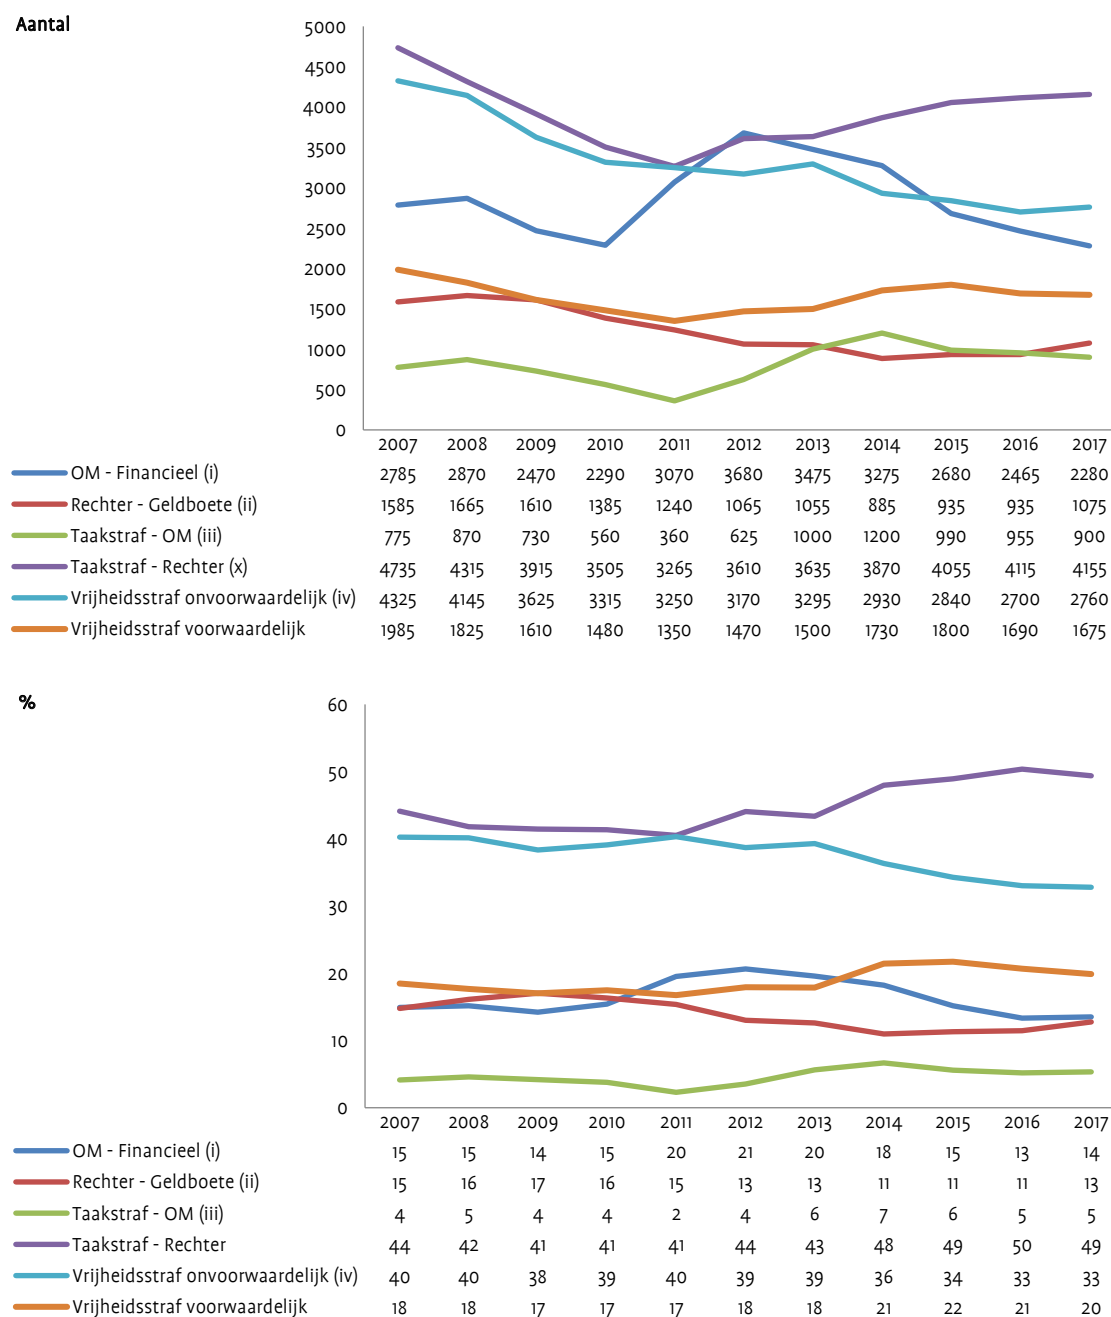 Aantal
5000
4500
4000
3500
3000
2500
2000
1500
1000
500
0
2007 2008 2009 2010 2011 2012 2013 2014 2015 2016 2017
OM - Financieel (i) 2785 2870 2470 2290 3070 3680 3475 3275 2680 2465 2280
Rechter - Geldboete (ii) 1585 1665 1610 1385 1240 1065 1055 885 935 935 1075
Taakstraf - OM (iii) 775 870 730 560 360 625 1000 1200 990 955 900
Taakstraf - Rechter (x) 4735 4315 3915 3505 3265 3610 3635 3870 4055 4115 4155
Vrijheidsstraf onvoorwaardelijk (iv) 4325 4145 3625 3315 3250 3170 3295 2930 2840 2700 2760
Vrijheidsstraf voorwaardelijk 1985 1825 1610 1480 1350 1470 1500 1730 1800 1690 1675
%
60
50
40
30
20
10
0
2007 2008 2009 2010 2011 2012 2013 2014 2015 2016 2017
OM - Financieel (i) 15 15 14 15 20 21 20 18 15 13 14
Rechter - Geldboete (ii) 15 16 17 16 15 13 13 11 11 11 13
Taakstraf - OM (iii) 4 5 4 4 2 4 6 7 6 5 5
Taakstraf - Rechter 44 42 41 41 41 44 43 48 49 50 49
Vrijheidsstraf onvoorwaardelijk (iv) 40 40 38 39 40 39 39 36 34 33 33
Vrijheidsstraf voorwaardelijk 18 18 17 17 17 18 18 21 22 21 20